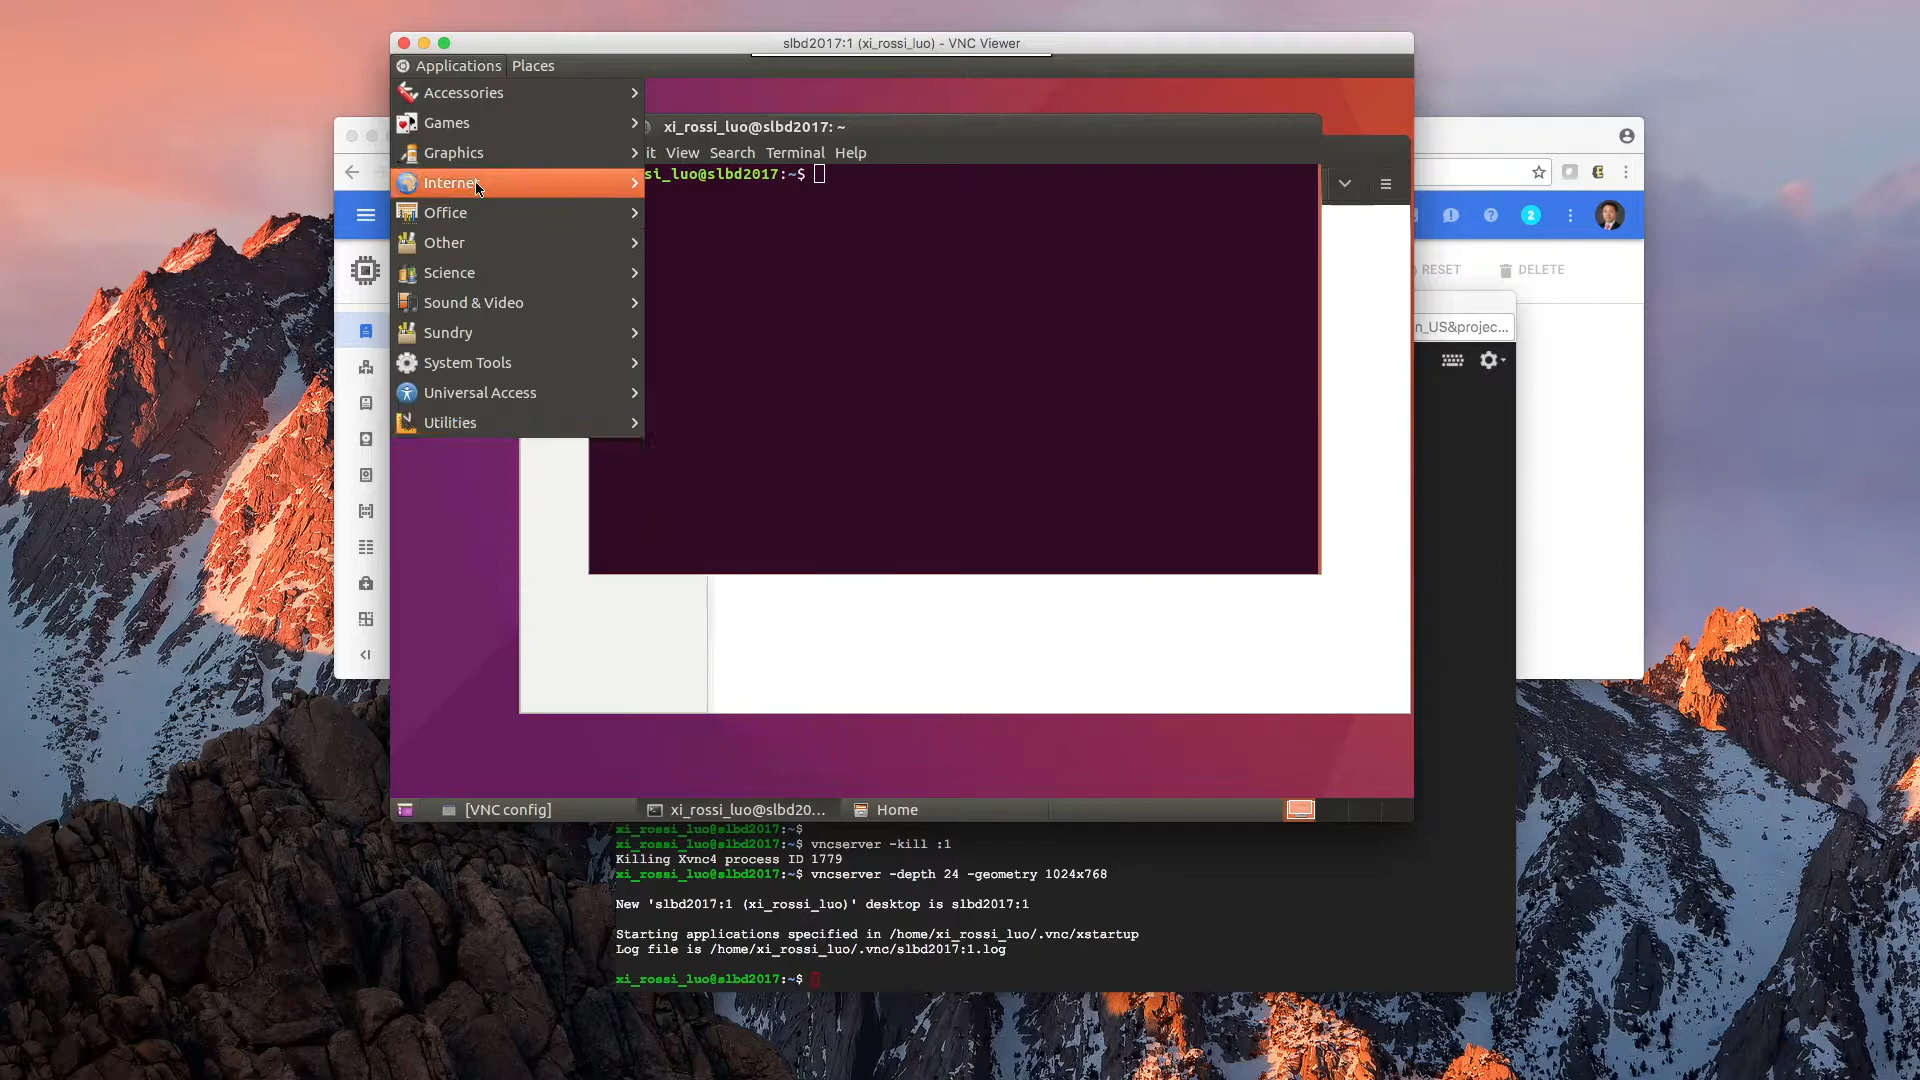 slbd2017:1 (xi_rossi_luo) - VNC Viewer
Applications Places
Accessories
Games
Graphics
Internet
Office
Other
Science
Sound & Video
Sundry
System Tools
Universal Access
Utilities
xi_rossi_luo@slbd2017: ~
it View Search Terminal Help
si_luo@slbd2017:~$
2
RESET DELETE
n_US&projec...
[VNC config]
xi_rossi_luo@slbd20...
Home
xi_rossi_luo@slbd2017:~$
xi_rossi_luo@slbd2017:~$ vncserver -kill :1
Killing Xvnc4 process ID 1779
xi_rossi_luo@slbd2017:~$ vncserver -depth 24 -geometry 1024x768
New 'slbd2017:1 (xi_rossi_luo)' desktop is slbd2017:1
Starting applications specified in /home/xi_rossi_luo/.vnc/xstartup
Log file is /home/xi_rossi_luo/.vnc/slbd2017:1.log
xi_rossi_luo@slbd2017:~$